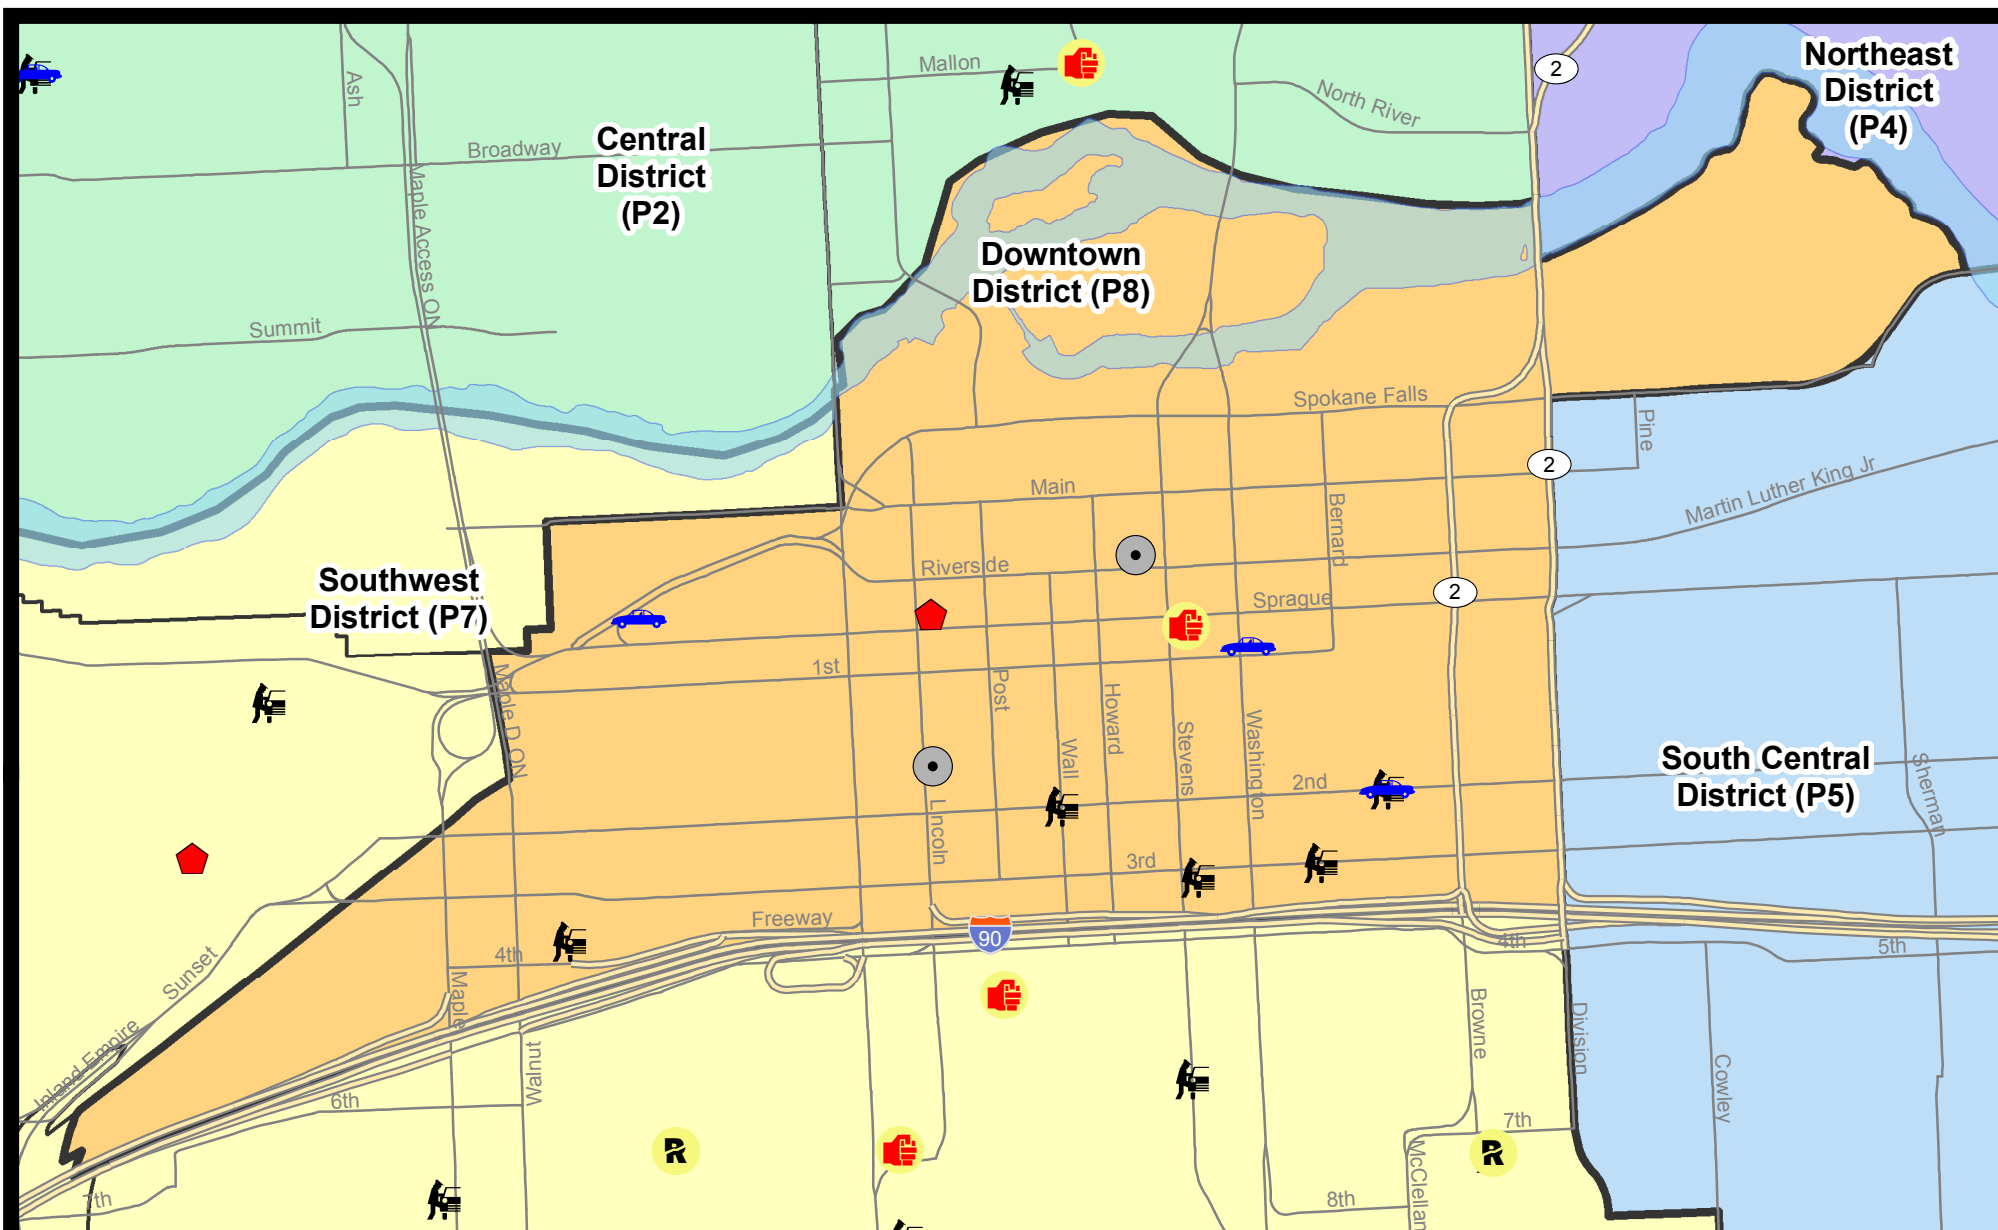 Northeast
District
(P4)
2
Mallon
Ash
North River
Central
District
(P2)
Broadway
Maple Access ON
Downtown
District (P8)
Summit
Spokane Falls
Pine
2
Martin Luther King Jr
Main
Bernard
Southwest
District (P7)
Riverside
2
Sprague
1st
Maple D ON
Post
Howard
Stevens
Washington
Wall
2nd
South Central
District (P5)
Sherman
Lincoln
3rd
Freeway
90
4th
4th
5th
Sunset
Maple
Browne
Division
Inland Empire
Walnut
Cowley
6th
7th
R
R
McClellan
7th
8th